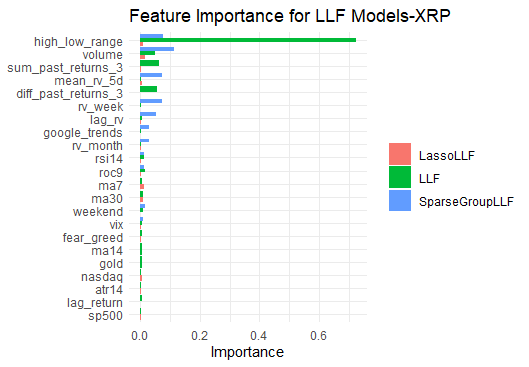 Feature Importance for LLF Models-XRP
high_low_range
volume
sum_past_returns_3
mean_rv_5d
diff_past_returns_3
rv_week
lag_rv
google_trends
rv_month
rsi14
roc9
ma7
ma30
weekend
vix
fear_greed
ma14
gold
nasdaq
atr14
lag_return
sp500
0.0 0.2 0.4 0.6
Importance
LassoLLF
LLF
SparseGroupLLF